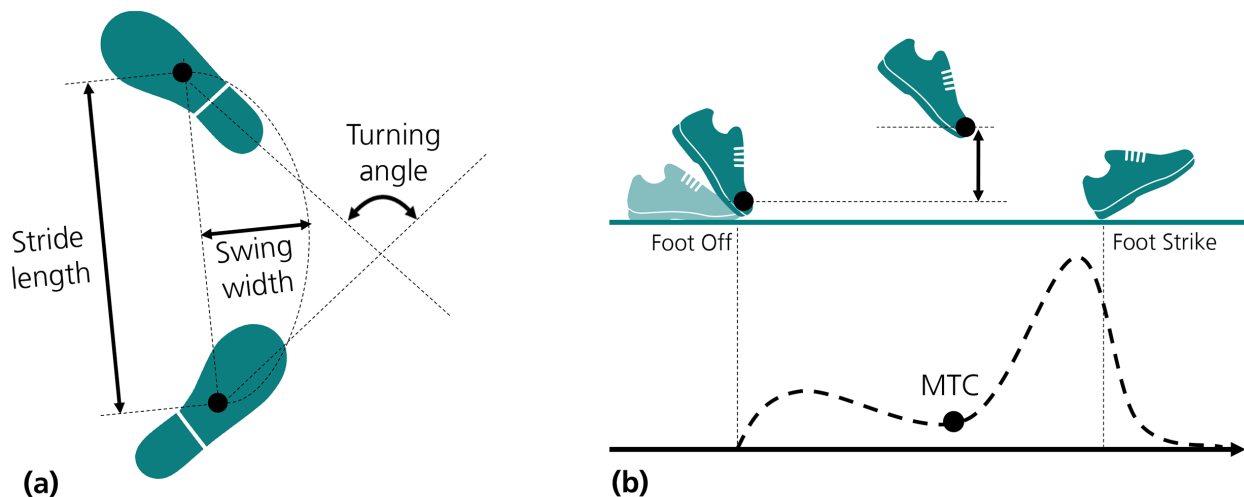 Turning
angle
Stride
length
Swing
width
(a)
Foot Off
Foot Strike
MTC
(b)